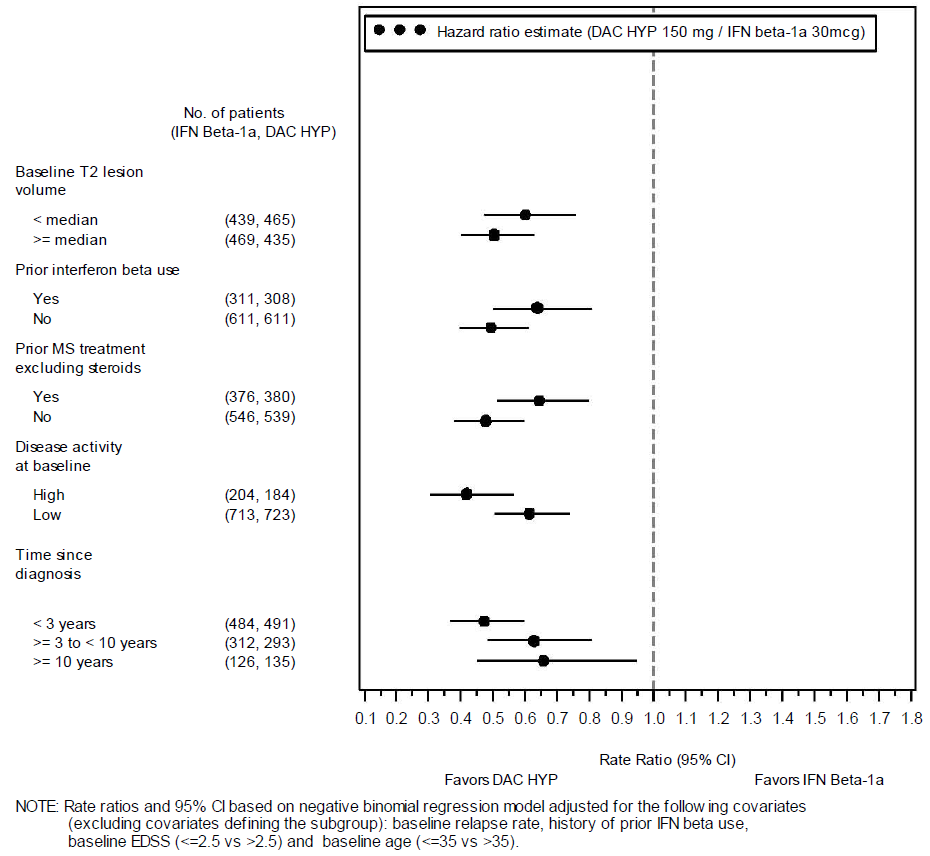 Hazard ratio estimate (DAC HYP 150 mg / IFN beta-1a 30mcg)
No. of patients
(IFN Beta-1a, DAC HYP)
Baseline T2 lesion
volume
< median (439, 465)
>= median (469, 435)
Prior interferon beta use
Yes (311, 308)
No (611, 611)
Prior MS treatment
excluding steroids
Yes (376, 380)
No (546, 539)
Disease activity
at baseline
High (204, 184)
Low (713, 723)
Time since
diagnosis
< 3 years (484, 491)
>= 3 to < 10 years (312, 293)
>= 10 years (126, 135)
0.1 0.2 0.3 0.4 0.5 0.6 0.7 0.8 0.9 1.0 1.1 1.2 1.3 1.4 1.5 1.6 1.7 1.8
Rate Ratio (95% CI)
Favors DAC HYP Favors IFN Beta-1a
NOTE: Rate ratios and 95% CI based on negative binomial regression model adjusted for the following covariates
(excluding covariates defining the subgroup): baseline relapse rate, history of prior IFN beta use,
baseline EDSS (<=2.5 vs >2.5) and baseline age (<=35 vs >35).